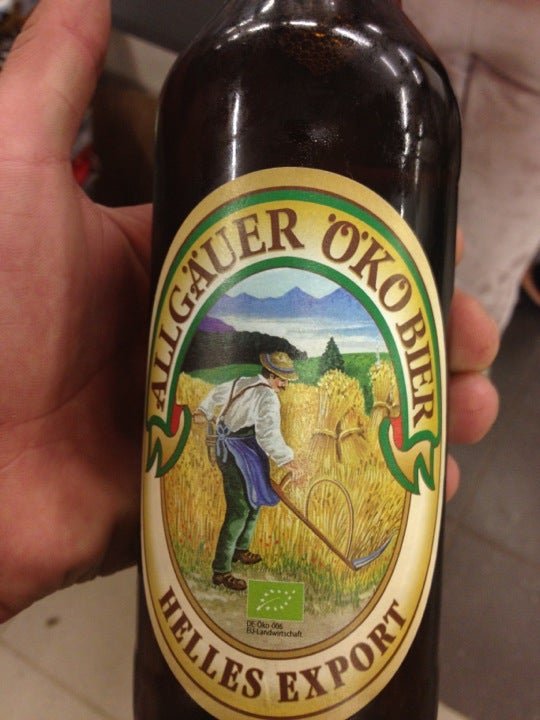 ALLGÄUER ÖKO BIER
DE-Öko 006
EU-Landwirtschaft
HELLES EXPORT